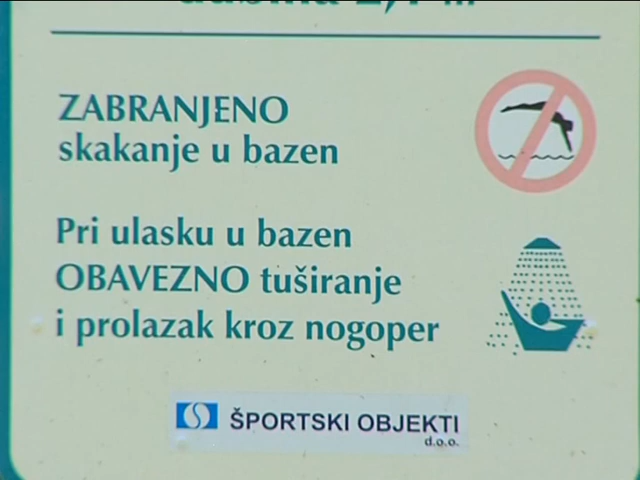 ZABRANJENO
skakanje u bazen
Pri ulasku u bazen
OBAVEZNO tuširanje
i prolazak kroz nogoper
ŠPORTSKI OBJEKTI
d.o.o.